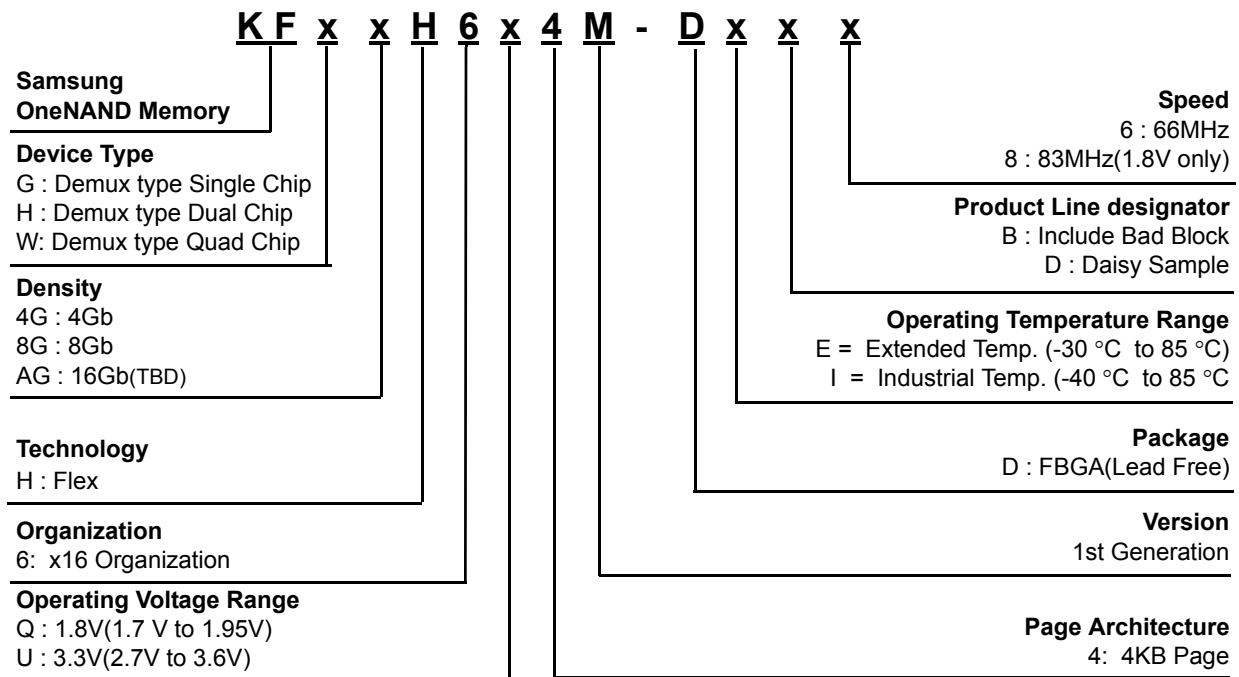 KF x x H 6 x 4 M - D x x x
Samsung
OneNAND Memory
Device Type
G : Demux type Single Chip
H : Demux type Dual Chip
W: Demux type Quad Chip
Density
4G : 4Gb
8G : 8Gb
AG : 16Gb(TBD)
Technology
H : Flex
Organization
6: x16 Organization
Operating Voltage Range
Q : 1.8V(1.7 V to 1.95V)
U : 3.3V(2.7V to 3.6V)
Speed
6 : 66MHz
8 : 83MHz(1.8V only)
Product Line designator
B : Include Bad Block
D : Daisy Sample
Operating Temperature Range
E = Extended Temp. (-30 °C to 85 °C)
I = Industrial Temp. (-40 °C to 85 °C
Package
D : FBGA(Lead Free)
Version
1st Generation
Page Architecture
4: 4KB Page